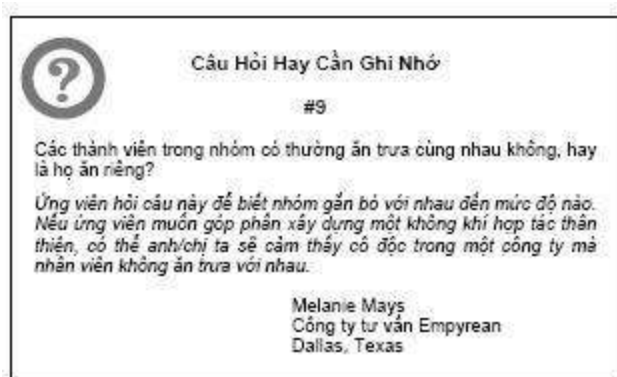 ?
Câu Hỏi Hay Cần Ghi Nhớ
#9
Các thành viên trong nhóm có thường ăn trưa cùng nhau không, hay
là họ ăn riêng?
Ứng viên hỏi câu này để biết nhóm gắn bó với nhau đến mức độ nào.
Nếu ứng viên muốn góp phần xây dựng một không khí hợp tác thân
thiện, có thể anh/chị ta sẽ cảm thấy cô độc trong một công ty mà
nhân viên không ăn trưa với nhau.
Melanie Mays
Công ty tư vấn Empyrean
Dallas, Texas